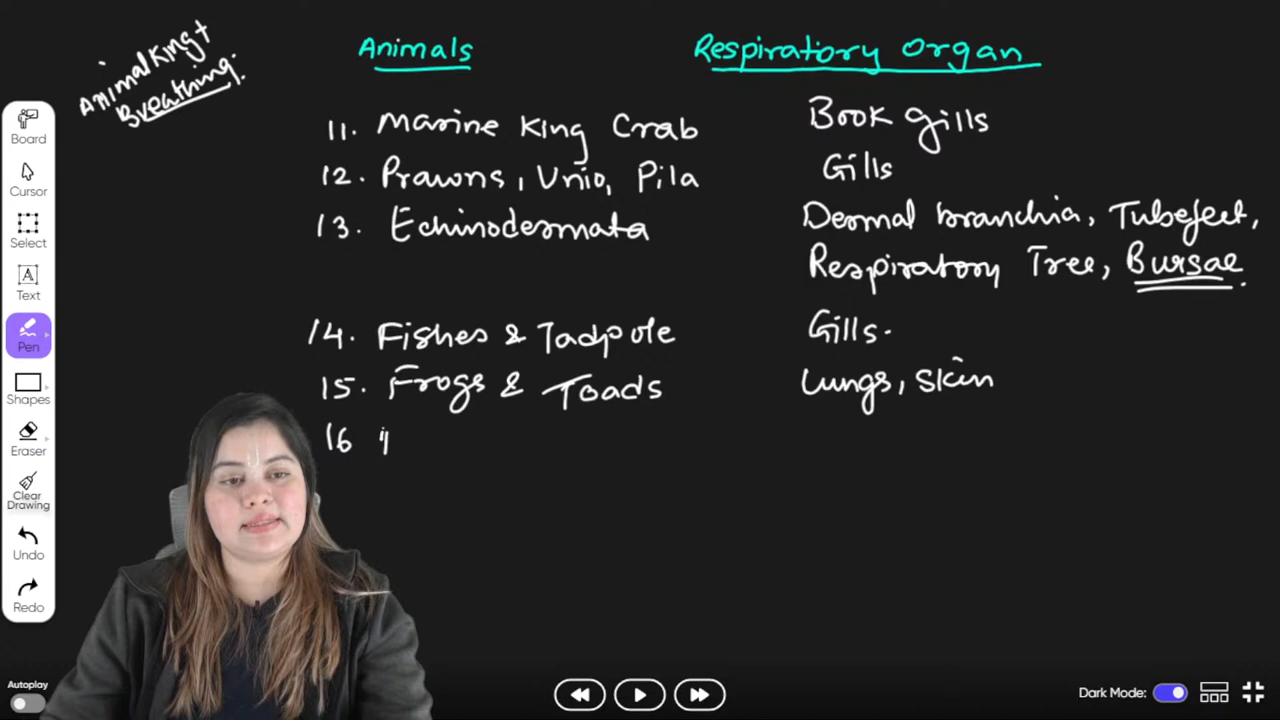 Animal King +
Breathing.
Animals
Respiratory Organ
11. Marine King Crab
Book gills
12. Prawns, Unio, Pila
Gills
13. Echinodermata
Dermal branchia, Tubefeet,
Respiratory Tree, Bursae.
14. Fishes & Tadpole
Gills.
15. Frogs & Toads
Lungs, Skin
16
Board
Cursor
Select
Text
Pen
Shapes
Eraser
Clear
Drawing
Undo
Redo
Autoplay
Dark Mode: